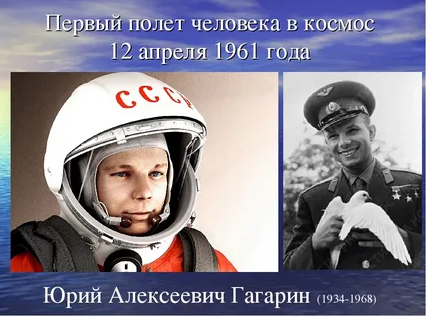 Первый полет человека в космос
12 апреля 1961 года
СССР
Юрий Алексеевич Гагарин (1934-1968)